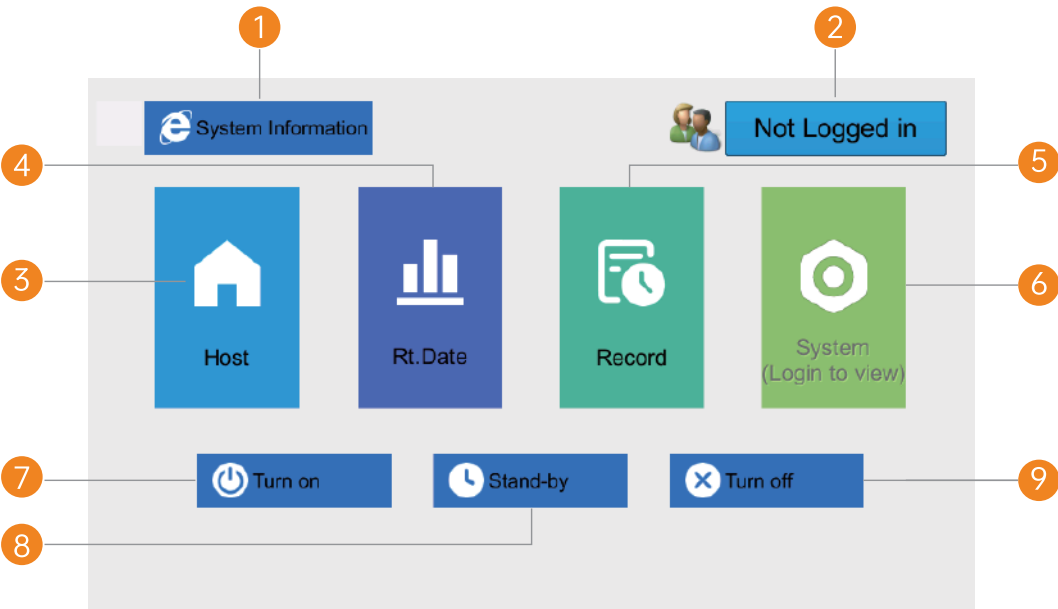 1
2
System Information
Not Logged in
4
5
3
6
Host
Rt.Date
Record
System
(Login to view)
7
Turn on
Stand-by
Turn off
9
8